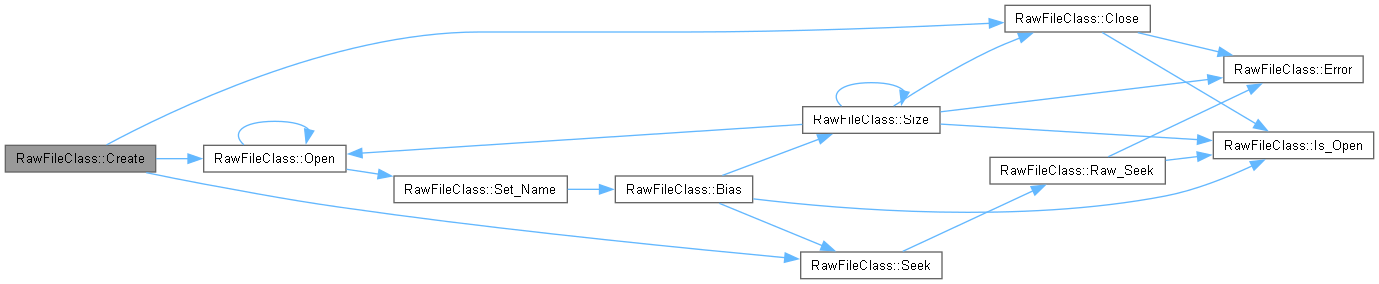 RawFileClass::Close
RawFileClass::Error
RawFileClass::Size
RawFileClass::Is_Open
RawFileClass::Create
RawFileClass::Open
RawFileClass::Raw_Seek
RawFileClass::Set_Name
RawFileClass::Bias
RawFileClass::Seek